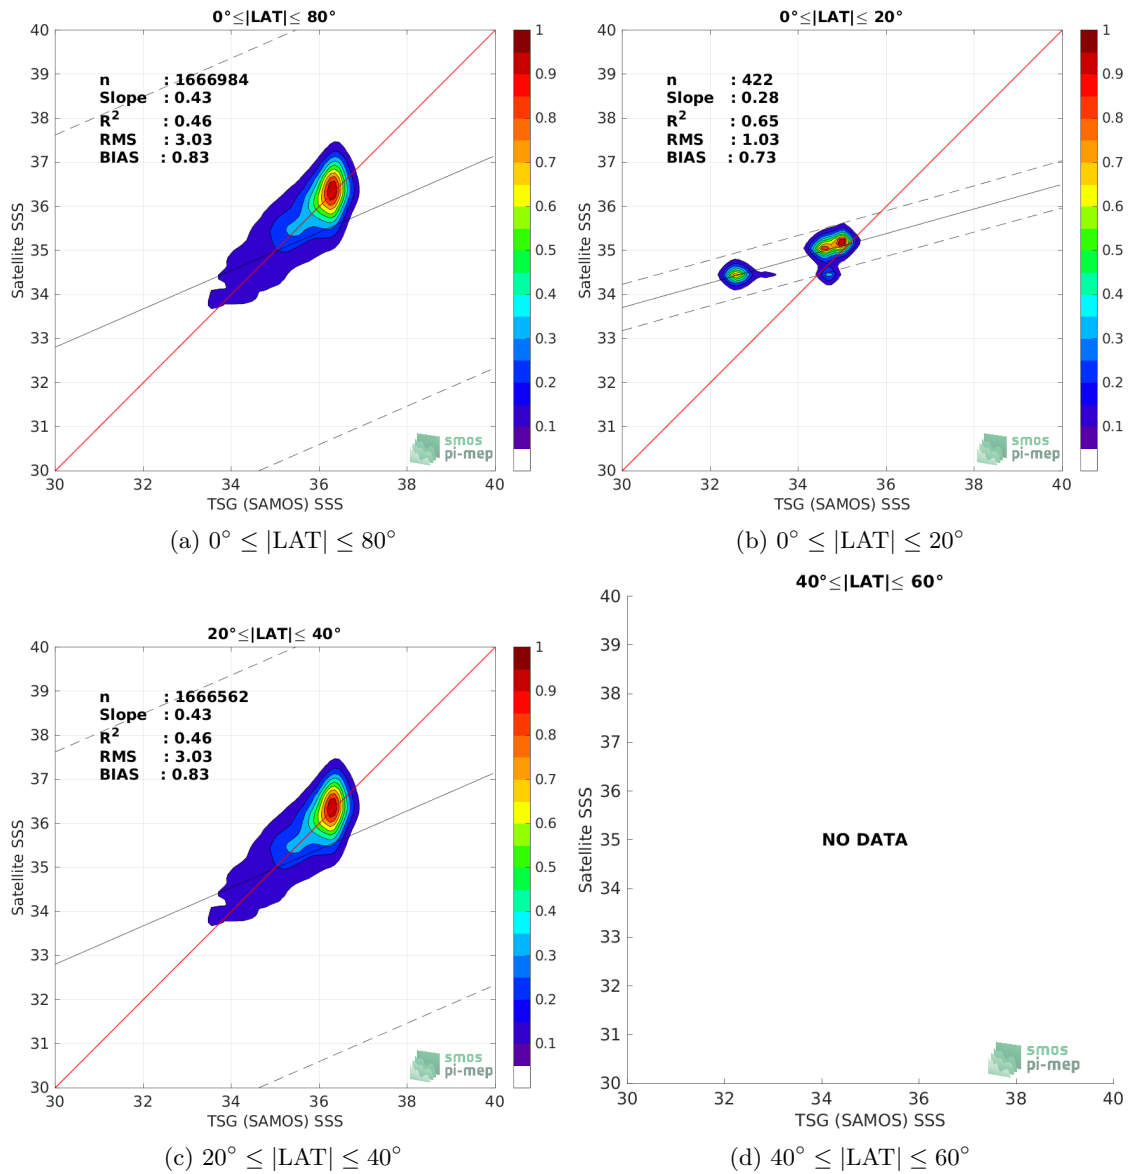 0°≤|LAT|≤ 80°
n : 1666984
Slope : 0.43
R² : 0.46
RMS : 3.03
BIAS : 0.83
40
39
38
37
36
35
34
33
32
31
30
Satellite SSS
30 32 34 36 38 40
TSG (SAMOS) SSS
1
0.9
0.8
0.7
0.6
0.5
0.4
0.3
0.2
0.1
smos
pi-mep
(a) 0° ≤ |LAT| ≤ 80°
0°≤|LAT|≤ 20°
n : 422
Slope : 0.28
R² : 0.65
RMS : 1.03
BIAS : 0.73
40
39
38
37
36
35
34
33
32
31
30
Satellite SSS
30 32 34 36 38 40
TSG (SAMOS) SSS
1
0.9
0.8
0.7
0.6
0.5
0.4
0.3
0.2
0.1
smos
pi-mep
(b) 0° ≤ |LAT| ≤ 20°
20°≤|LAT|≤ 40°
n : 1666562
Slope : 0.43
R² : 0.46
RMS : 3.03
BIAS : 0.83
40
39
38
37
36
35
34
33
32
31
30
Satellite SSS
30 32 34 36 38 40
TSG (SAMOS) SSS
1
0.9
0.8
0.7
0.6
0.5
0.4
0.3
0.2
0.1
smos
pi-mep
(c) 20° ≤ |LAT| ≤ 40°
40°≤|LAT|≤ 60°
40
39
38
37
36
35
34
33
32
31
30
Satellite SSS
NO DATA
30 32 34 36 38 40
TSG (SAMOS) SSS
smos
pi-mep
(d) 40° ≤ |LAT| ≤ 60°